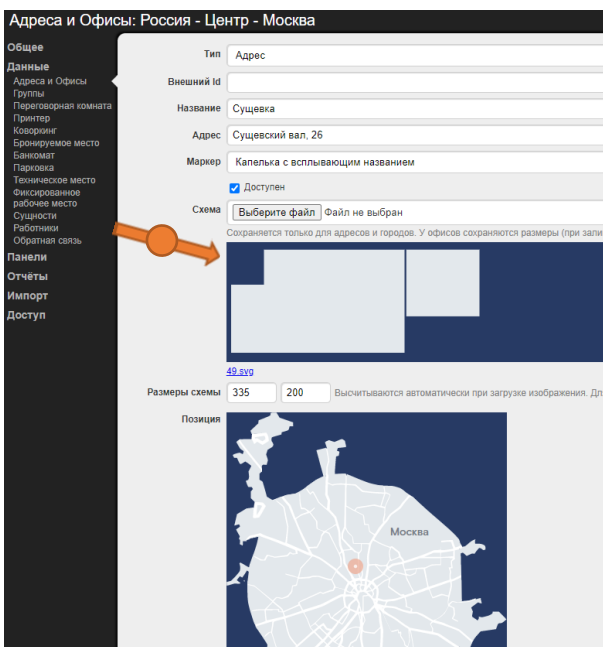 Адреса и Офисы: Россия - Центр - Москва
Общее
Данные
Адреса и Офисы
Группы
Переговорная комната
Принтер
Коворкинг
Бронируемое место
Банкомат
Парковка
Техническое место
Фиксированное
рабочее место
Сущности
Работники
Обратная связь
Панели
Отчёты
Импорт
Доступ
Тип Адрес
Внешний Id
Название Сущевка
Адрес Сущевский вал, 26
Маркер Капелька с всплывающим названием
Доступен
Схема Выберите файл Файл не выбран
Сохраняется только для адресов и городов. У офисов сохраняются размеры (при запи
49.svg
Размеры схемы 335 200 Высчитываются автоматически при загрузке изображения. Дл
Позиция
Москва